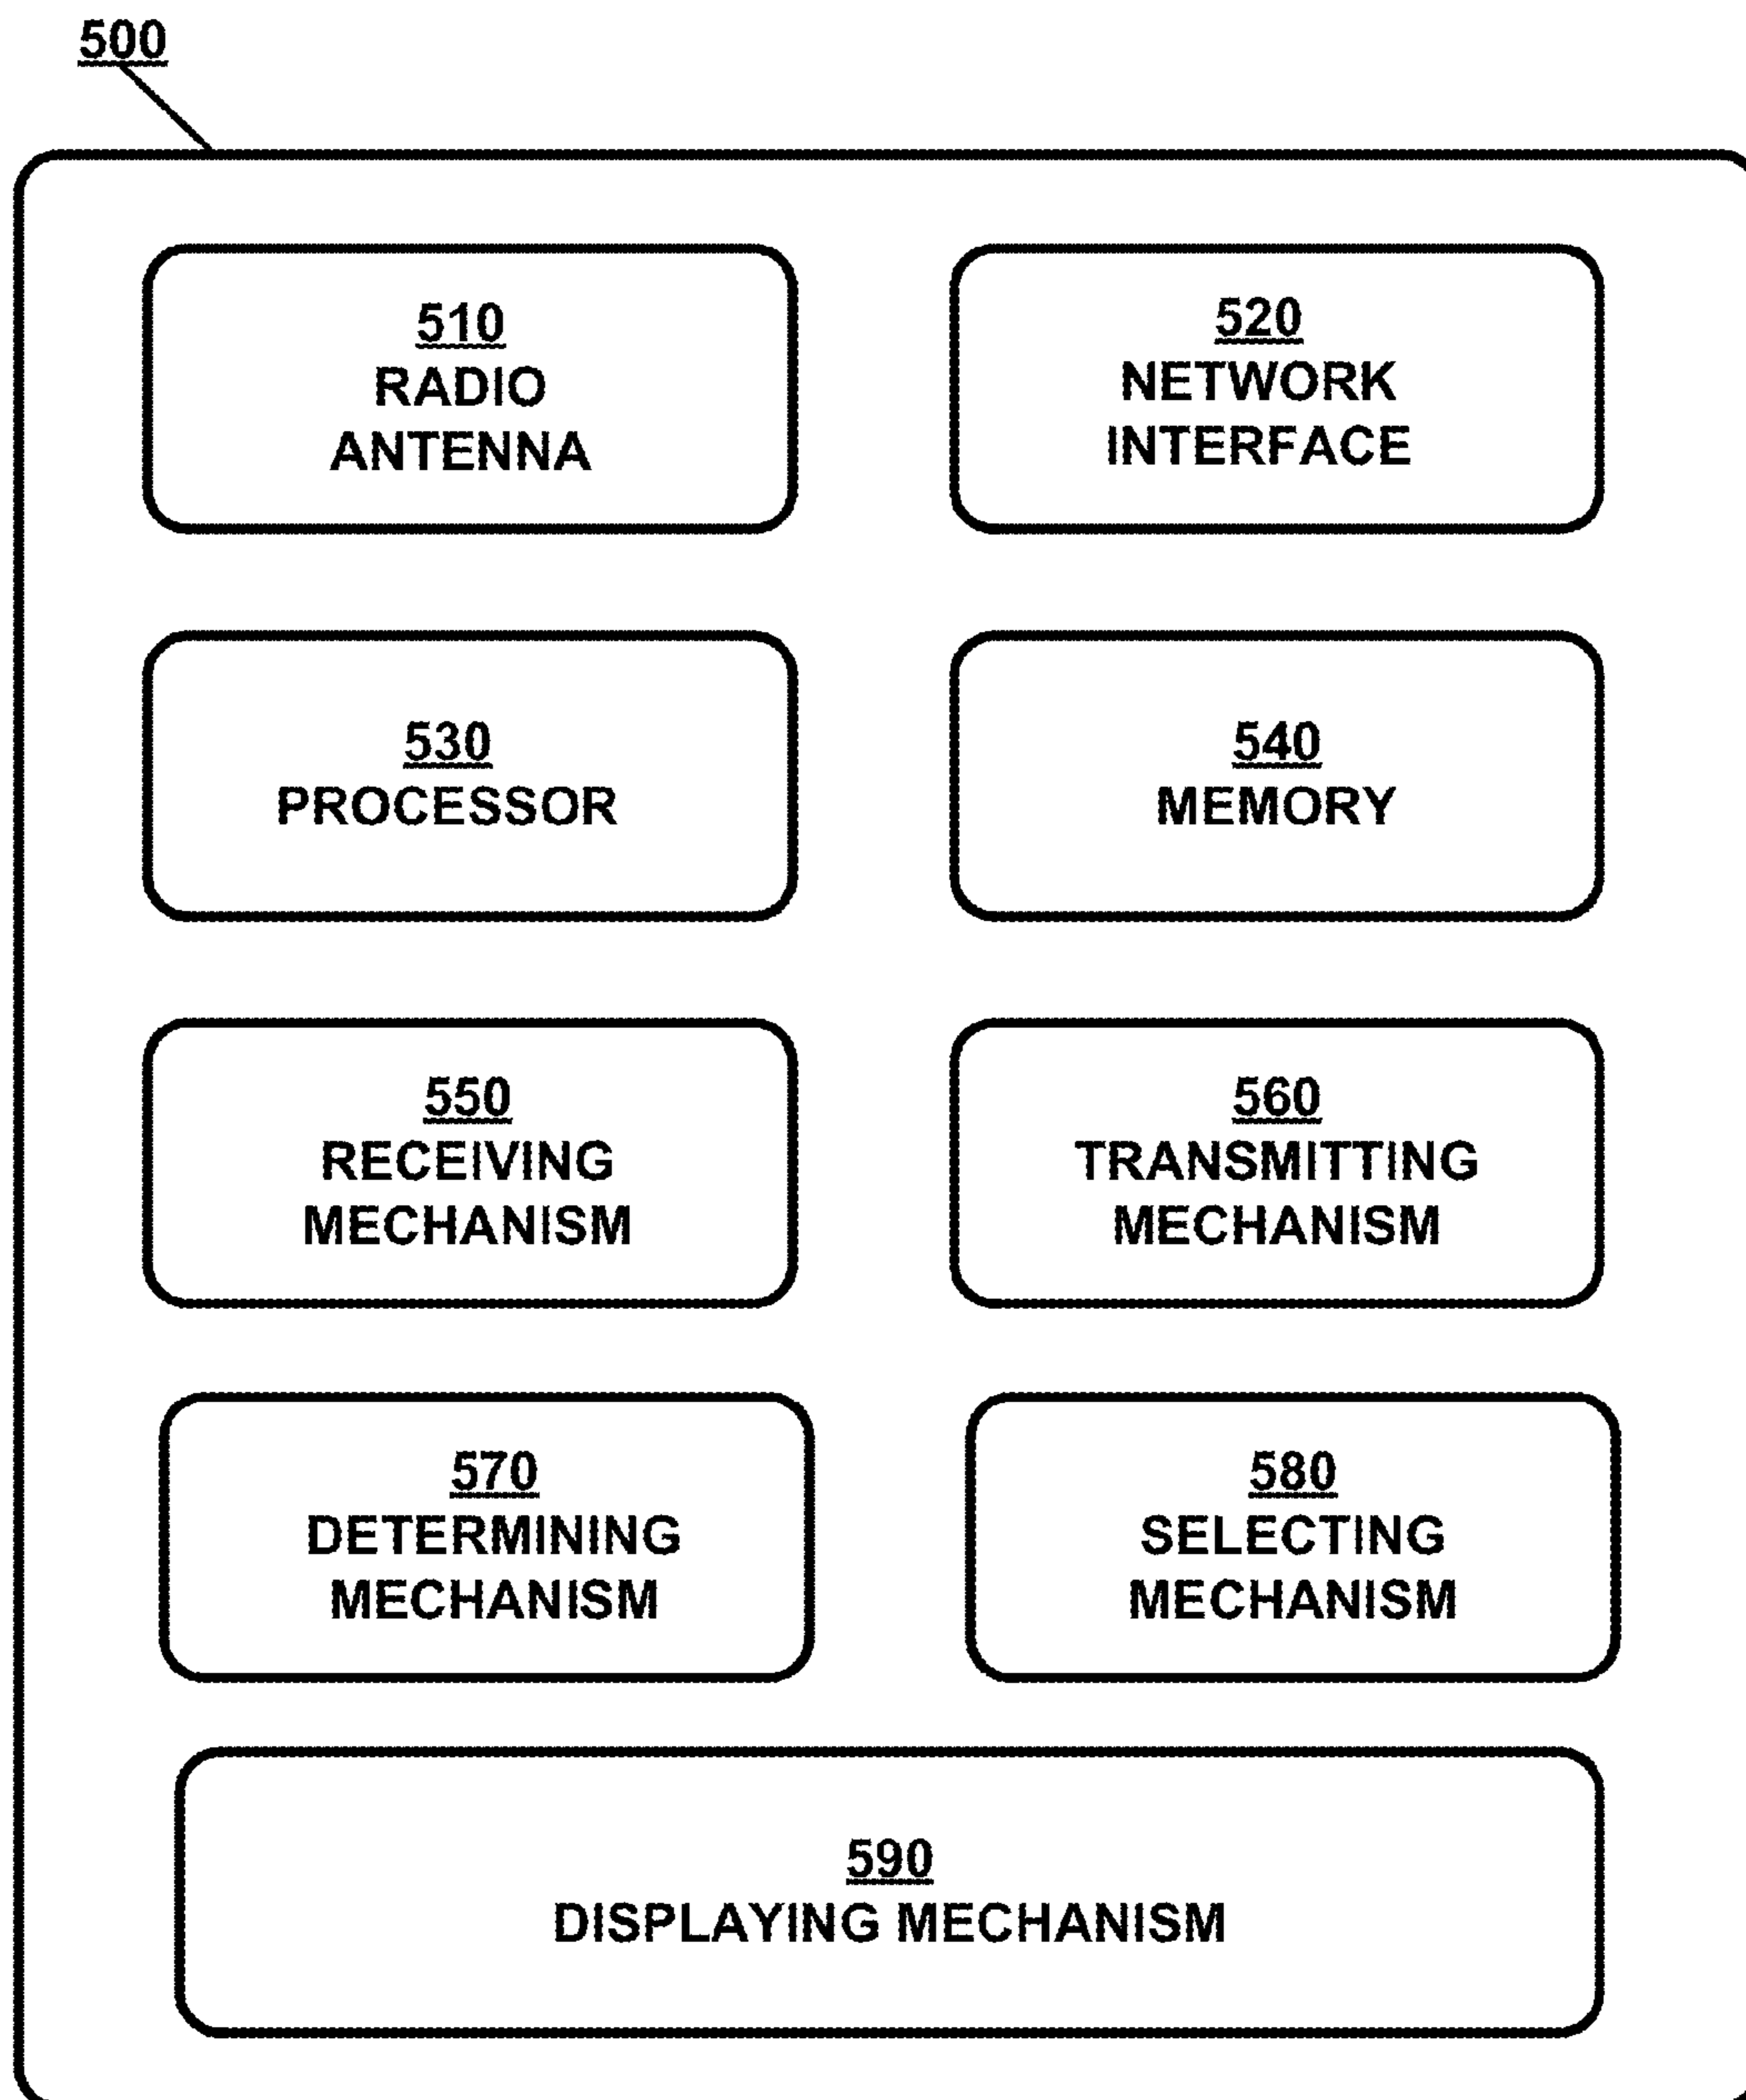 500
510
RADIO
ANTENNA
520
NETWORK
INTERFACE
530
PROCESSOR
540
MEMORY
550
RECEIVING
MECHANISM
560
TRANSMITTING
MECHANISM
570
DETERMINING
MECHANISM
580
SELECTING
MECHANISM
590
DISPLAYING MECHANISM